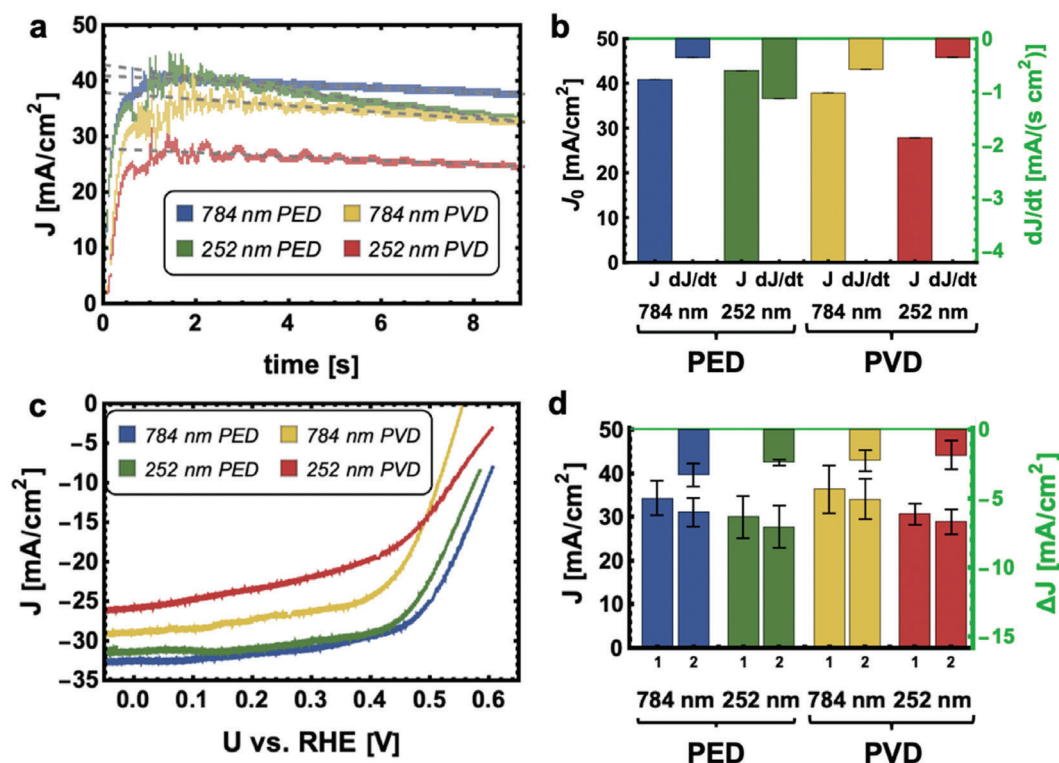 a
50
40
30
20
10
0
J [mA/cm²]
784 nm PED
784 nm PVD
252 nm PED
252 nm PVD
0 2 4 6 8
time [s]
b
50
40
30
20
10
0
J₀ [mA/cm²]
0
−1
−2
−3
−4
dJ/dt [mA/(s cm²)]
J dJ/dt J dJ/dt J dJ/dt J dJ/dt
784 nm 252 nm 784 nm 252 nm
PED PVD
c
0
−5
−10
−15
−20
−25
−30
−35
J [mA/cm²]
784 nm PED
784 nm PVD
252 nm PED
252 nm PVD
0.0 0.1 0.2 0.3 0.4 0.5 0.6
U vs. RHE [V]
d
50
40
30
20
10
0
J [mA/cm²]
0
−5
−10
−15
ΔJ [mA/cm²]
1 2 1 2 1 2 1 2
784 nm 252 nm 784 nm 252 nm
PED PVD